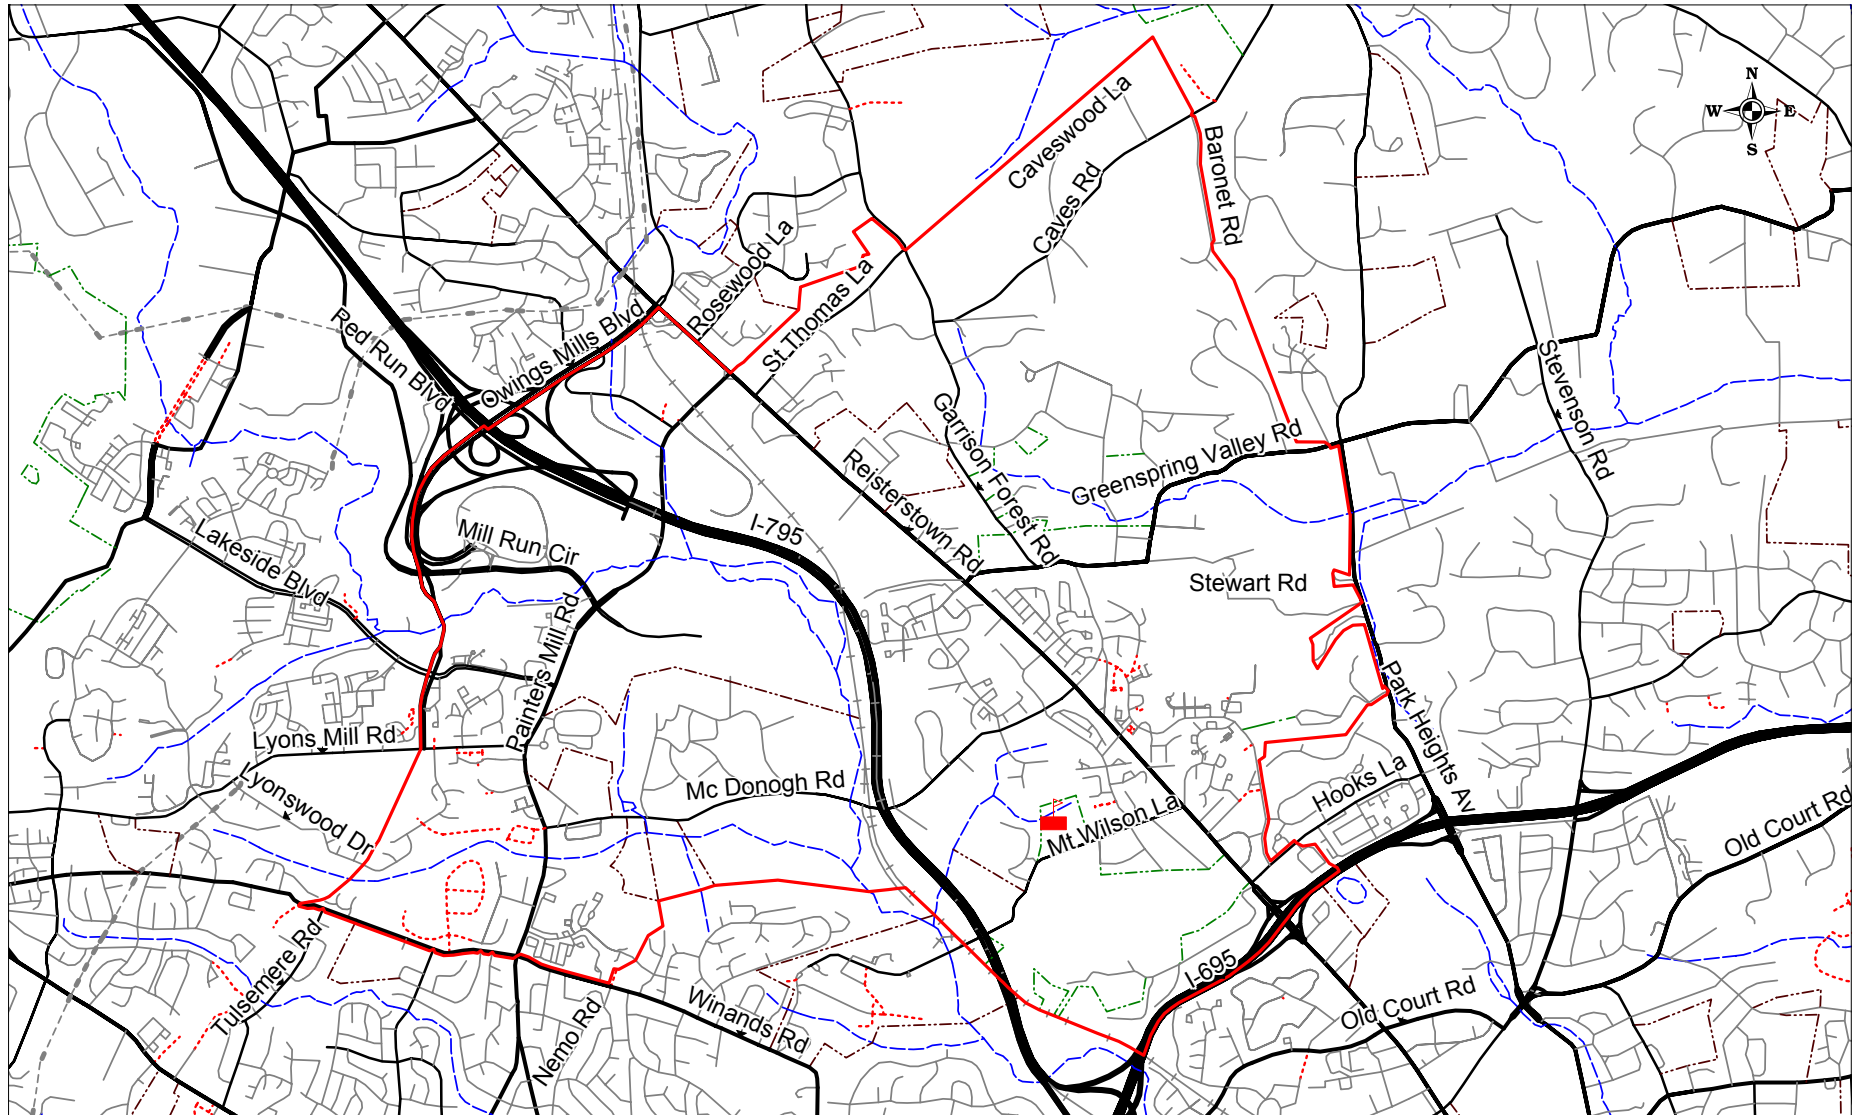 N
W E
S
Caveswood La
Baronet Rd
Caves Rd
Rosewood La
St Thomas La
Red Run Blvd
Owings Mills Blvd
Stevenson Rd
Garrison Forest Rd
Greenspring Valley Rd
Reisterstown Rd
I-795
Mill Run Cir
Lakeside Blvd
Stewart Rd
Painters Mill Rd
Park Heights Av
Lyons Mill Rd
Lyonswood Dr
Mc Donogh Rd
Hooks La
Mt Wilson La
Old Court Rd
Tulsemere Rd
I-695
Old Court Rd
Winands Rd
Nemo Rd